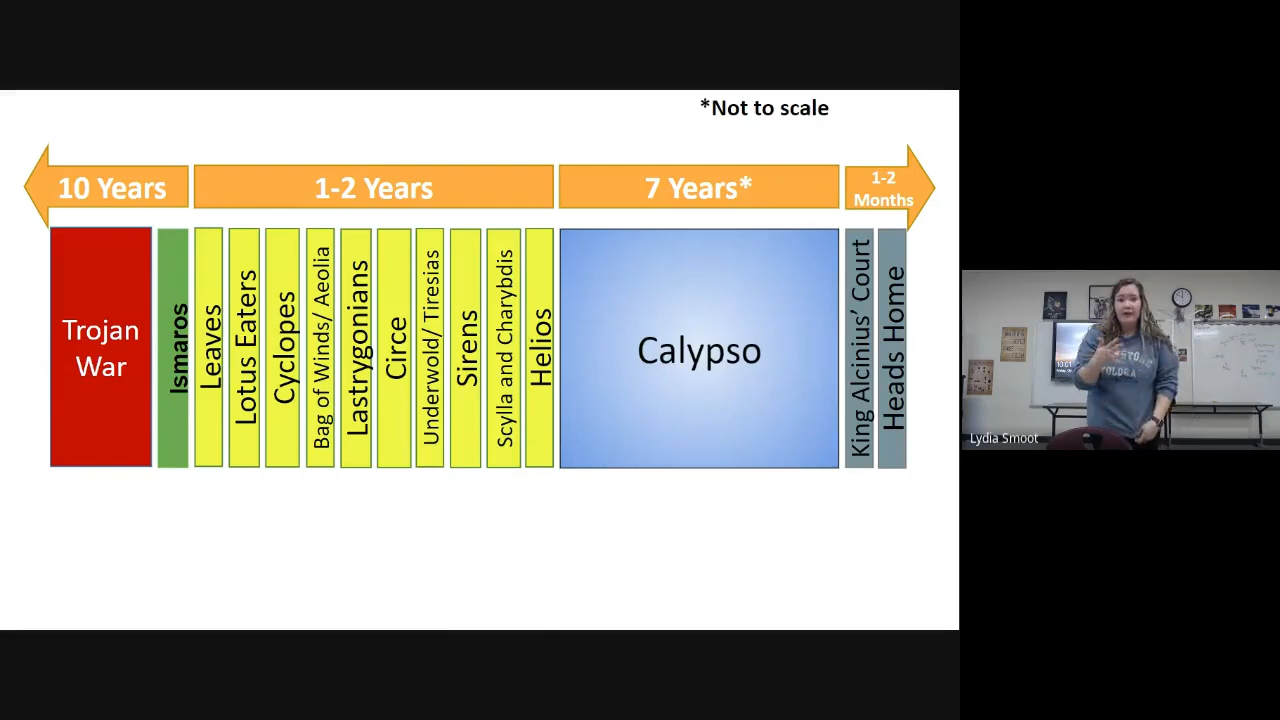 *Not to scale
10 Years
1-2 Years
7 Years*
1-2
Months
Trojan
War
Ismaros
Leaves
Lotus Eaters
Cyclopes
Bag of Winds/ Aeolia
Lastrygonians
Circe
Underwold/ Tiresias
Sirens
Scylla and Charybdis
Helios
Calypso
King Alcinius’ Court
Heads Home
Lydia Smoot